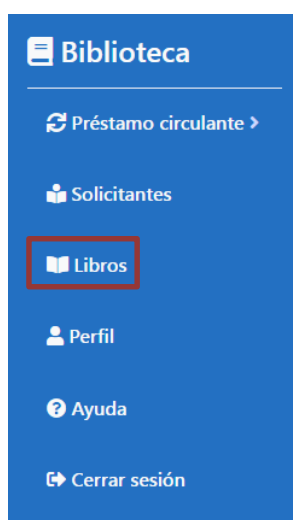 Biblioteca
Préstamo circulante >
Solicitantes
Libros
Perfil
Ayuda
Cerrar sesión